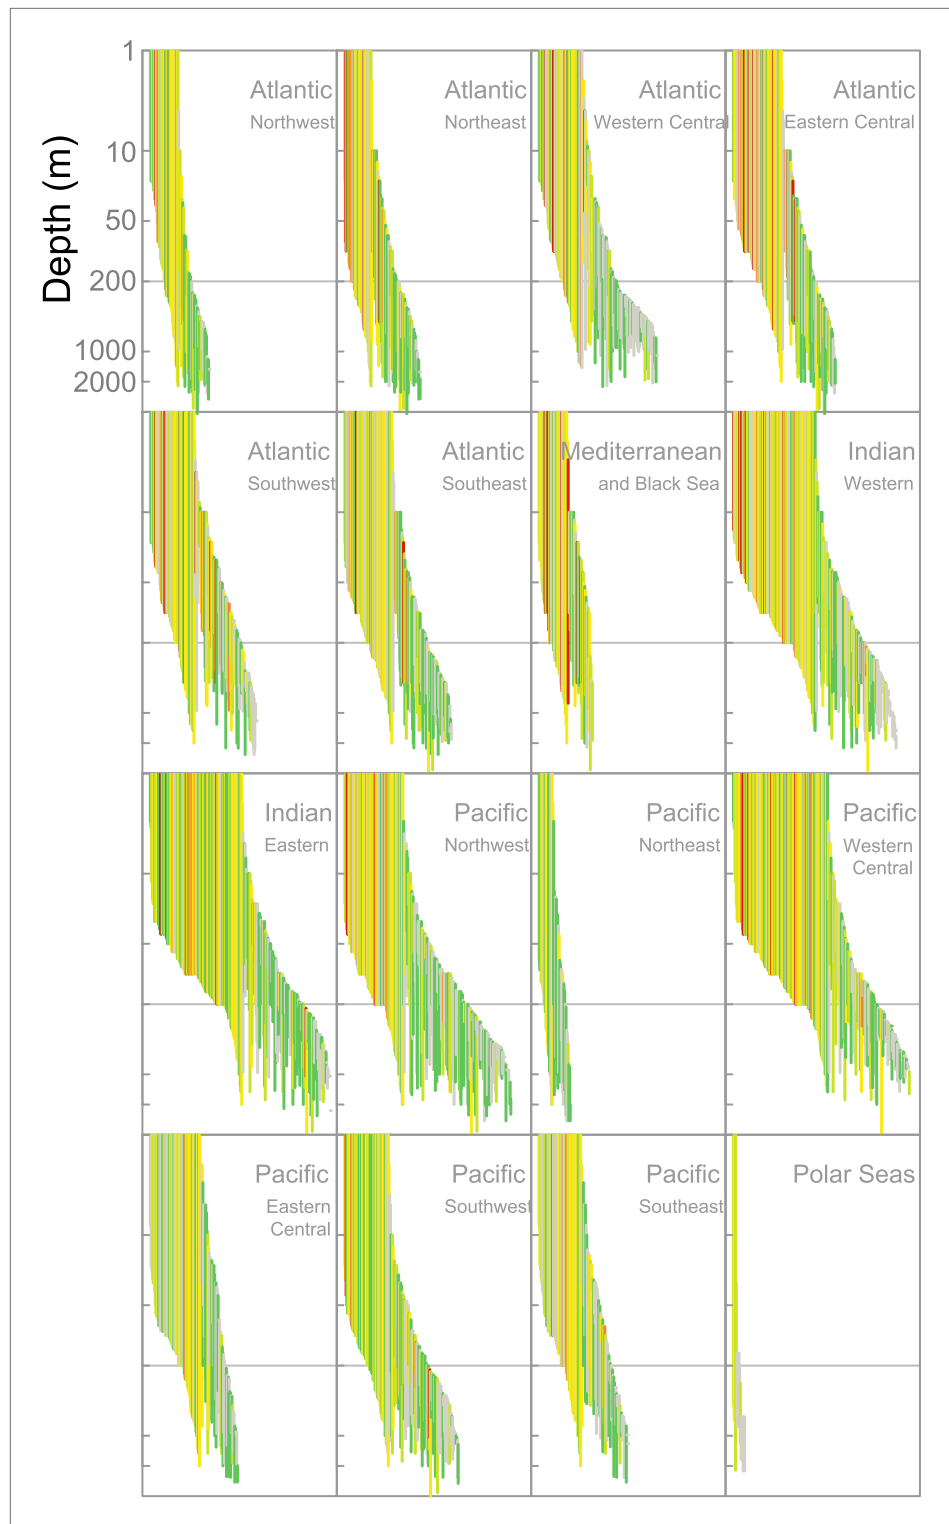 Depth (m)
1
10
50
200
1000
2000
Atlantic
Northwest
Atlantic
Northeast
Atlantic
Western Central
Atlantic
Eastern Central
Atlantic
Southwest
Atlantic
Southeast
Mediterranean
and Black Sea
Indian
Western
Indian
Eastern
Pacific
Northwest
Pacific
Northeast
Pacific
Western
Central
Pacific
Eastern
Central
Pacific
Southwest
Pacific
Southeast
Polar Seas